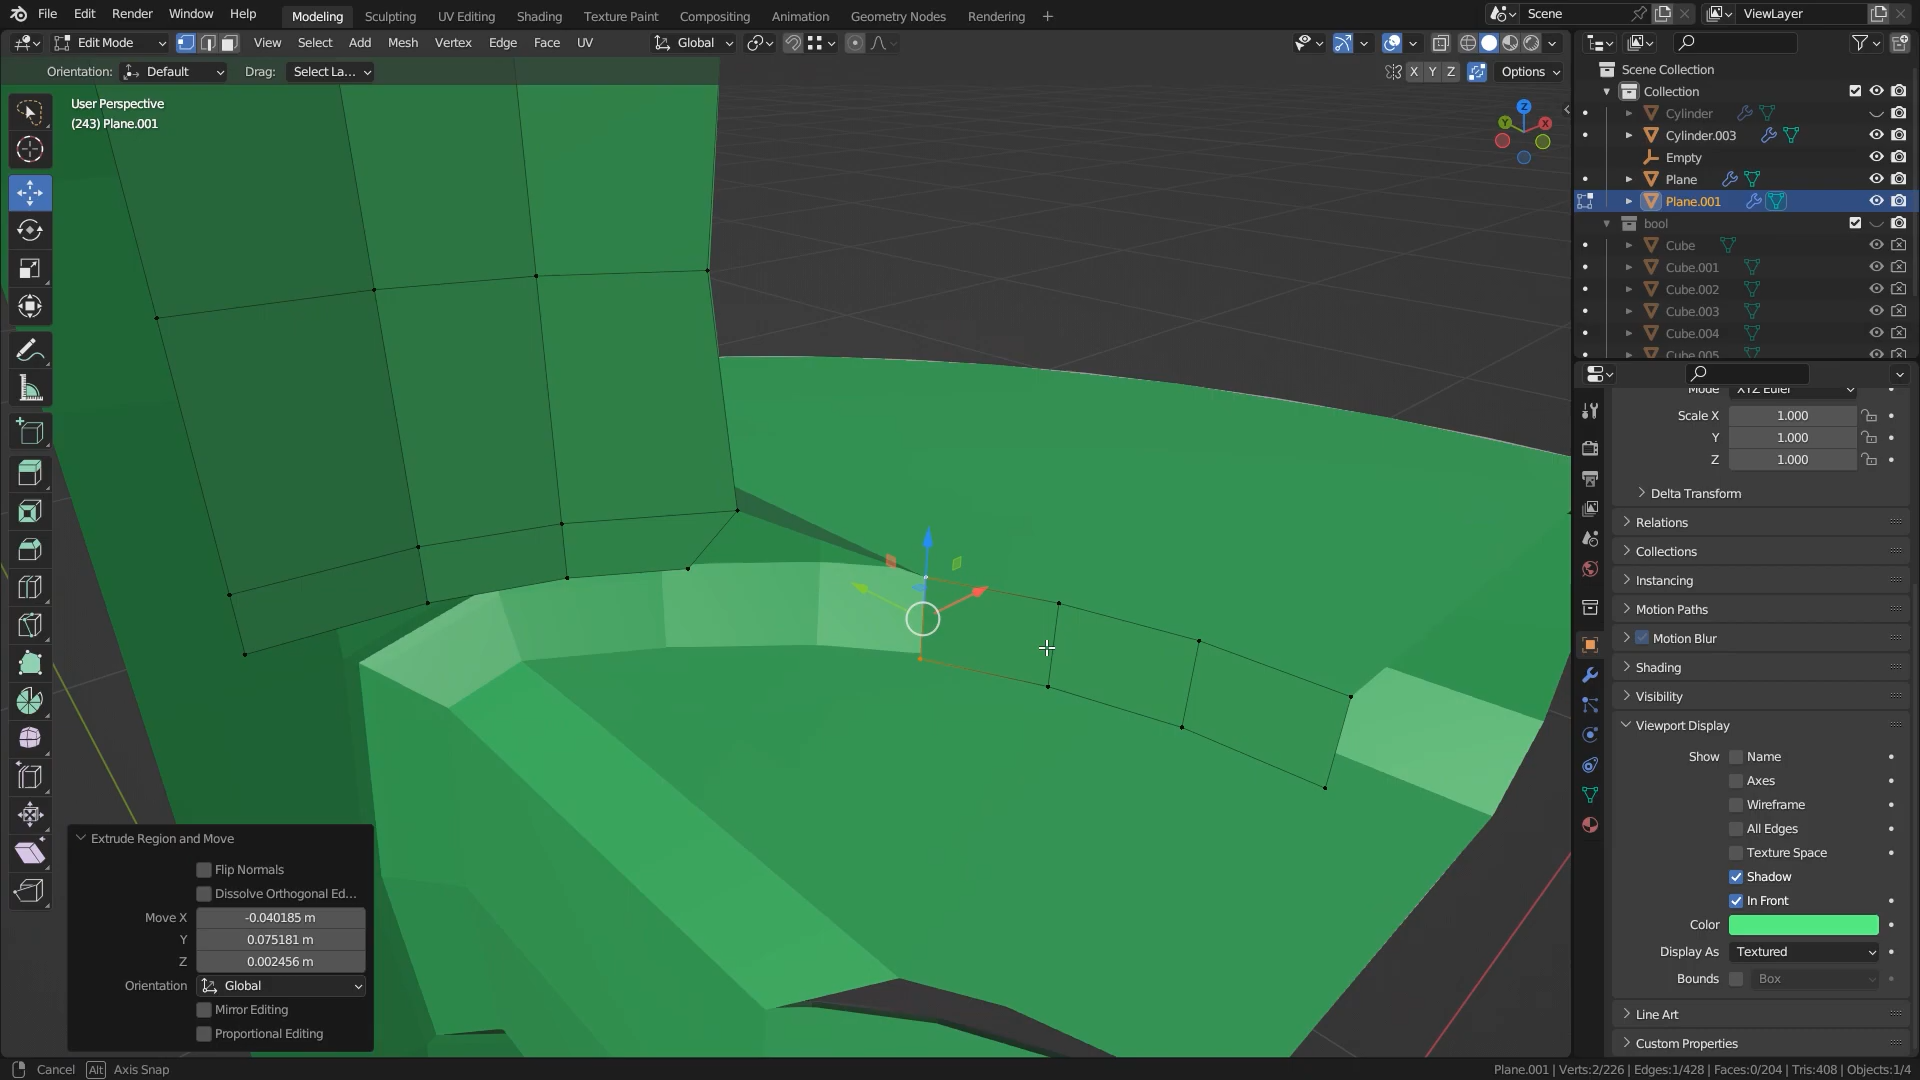 File Edit Render Window Help Modeling Sculpting UV Editing Shading Texture Paint Compositing Animation Geometry Nodes Rendering + Scene ViewLayer
Edit Mode View Select Add Mesh Vertex Edge Face UV Global
Orientation: Default Drag: Select La... X Y Z Options
User Perspective
(243) Plane.001
Z
Y X
Scene Collection
Collection
Cylinder
Cylinder.003
Empty
Plane
Plane.001
bool
Cube
Cube.001
Cube.002
Cube.003
Cube.004
Cube.005
Mode XYZ Euler
Scale X 1.000
Y 1.000
Z 1.000
Delta Transform
Relations
Collections
Instancing
Motion Paths
Motion Blur
Shading
Visibility
Viewport Display
Show Name
Axes
Wireframe
All Edges
Texture Space
Shadow
In Front
Color
Display As Textured
Bounds Box
Line Art
Custom Properties
Extrude Region and Move
Flip Normals
Dissolve Orthogonal Ed...
Move X -0.040185 m
Y 0.075181 m
Z 0.002456 m
Orientation Global
Mirror Editing
Proportional Editing
Cancel Alt Axis Snap Plane.001 | Verts:2/226 | Edges:1/428 | Faces:0/204 | Tris:408 | Objects:1/4